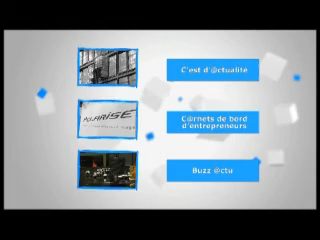 C'est d'@ctualité
POLARISE
C@rnets de bord
d'entrepreneurs
Buzz @ctu